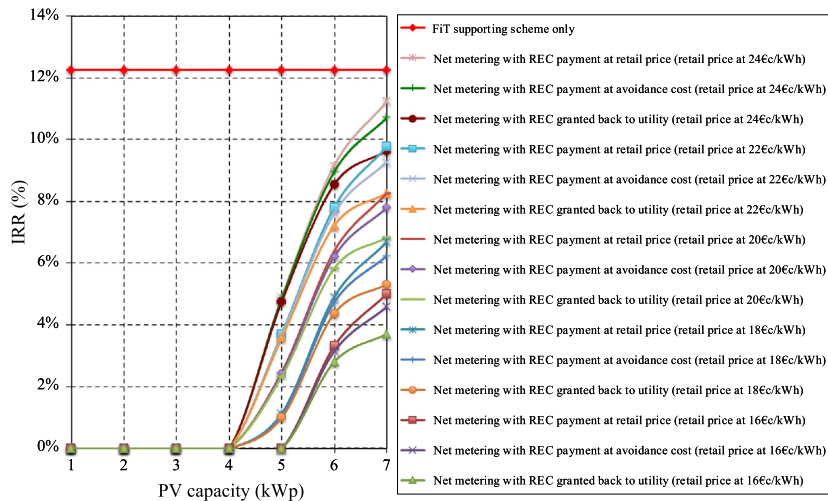 14%
12%
10%
8%
6%
4%
2%
0%
IRR (%)
1 2 3 4 5 6 7
PV capacity (kWp)
FiT supporting scheme only
Net metering with REC payment at retail price (retail price at 24€c/kWh)
Net metering with REC payment at avoidance cost (retail price at 24€c/kWh)
Net metering with REC granted back to utility (retail price at 24€c/kWh)
Net metering with REC payment at retail price (retail price at 22€c/kWh)
Net metering with REC payment at avoidance cost (retail price at 22€c/kWh)
Net metering with REC granted back to utility (retail price at 22€c/kWh)
Net metering with REC payment at retail price (retail price at 20€c/kWh)
Net metering with REC payment at avoidance cost (retail price at 20€c/kWh)
Net metering with REC granted back to utility (retail price at 20€c/kWh)
Net metering with REC payment at retail price (retail price at 18€c/kWh)
Net metering with REC payment at avoidance cost (retail price at 18€c/kWh)
Net metering with REC granted back to utility (retail price at 18€c/kWh)
Net metering with REC payment at retail price (retail price at 16€c/kWh)
Net metering with REC payment at avoidance cost (retail price at 16€c/kWh)
Net metering with REC granted back to utility (retail price at 16€c/kWh)